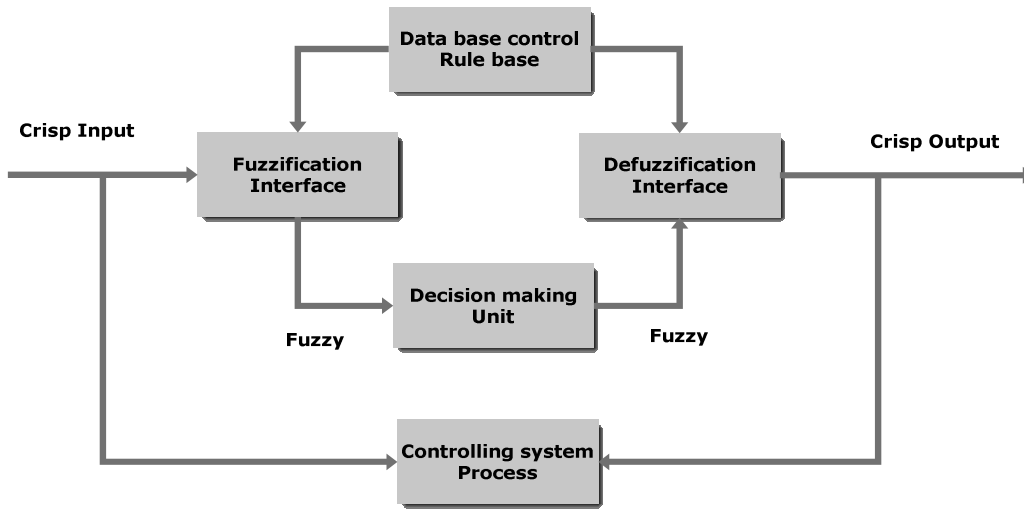 Data base control
Rule base
Crisp Input
Crisp Output
Fuzzification
Interface
Defuzzification
Interface
Decision making
Unit
Fuzzy
Fuzzy
Controlling system
Process